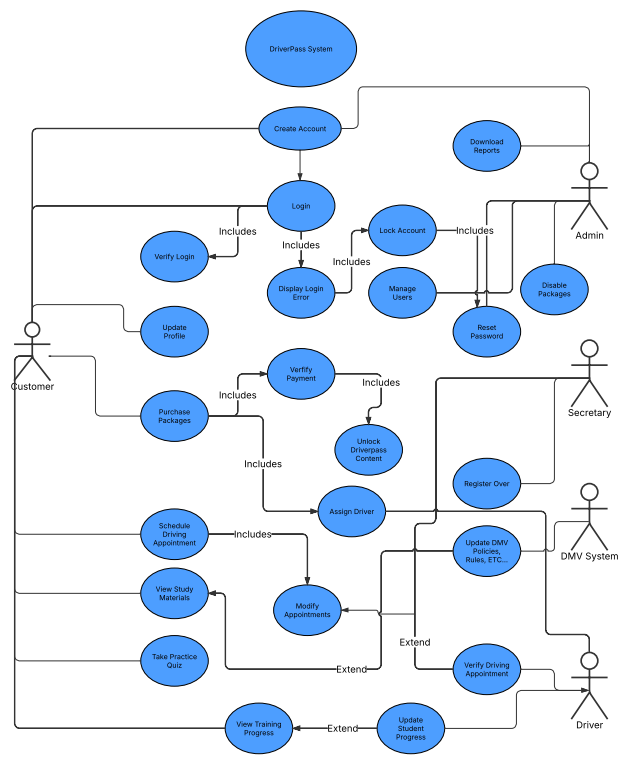 DriverPass System
Create Account
Download
Reports
Login
Includes
Lock Account
Includes
Admin
Verify Login
Includes
Includes
Display Login
Error
Manage
Users
Disable
Packages
Update
Profile
Reset
Password
Customer
Verfify
Payment
Includes
Includes
Secretary
Purchase
Packages
Unlock
Driverpass
Content
Includes
Register Over
Assign Driver
Schedule
Driving
Appointment
Includes
Update DMV
Policies,
Rules, ETC...
DMV System
View Study
Materials
Modify
Appointments
Extend
Take Practice
Quiz
Extend
Verify Driving
Appointment
View Training
Progress
Extend
Update
Student
Progress
Driver